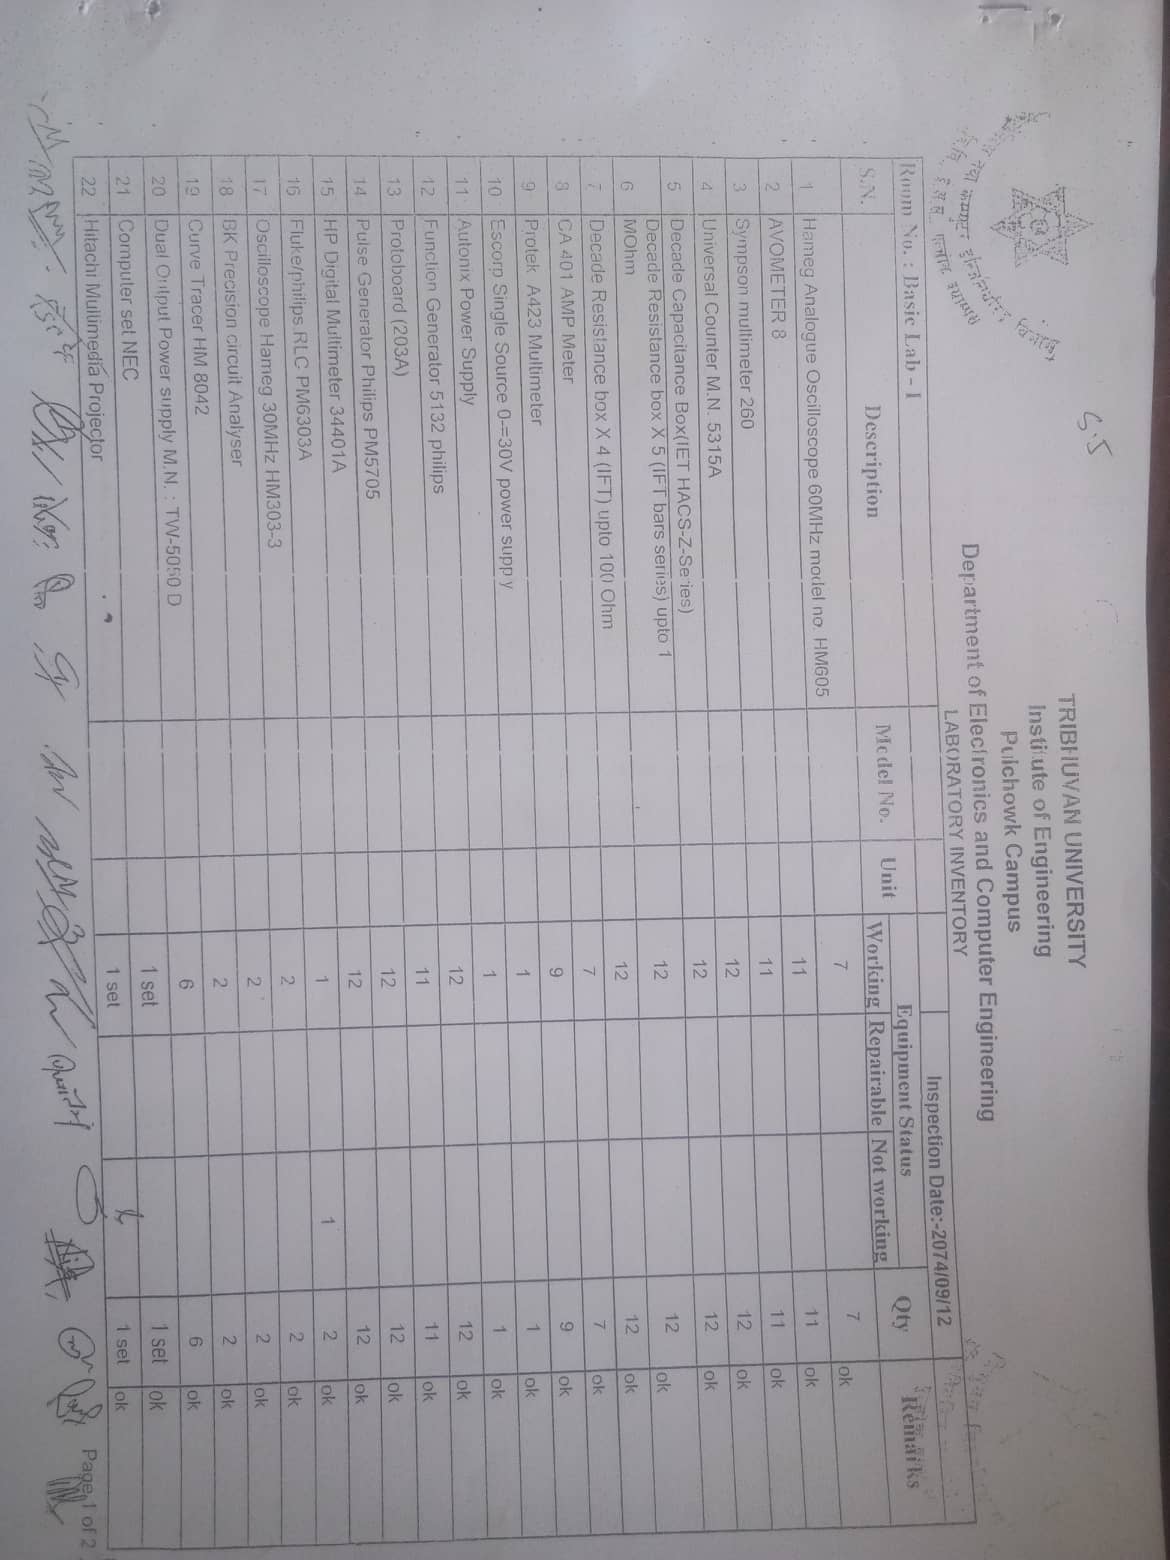 S.5
TRIBHUVAN UNIVERSITY
Institute of Engineering
Pulchowk Campus
Department of Electronics and Computer Engineering
LABORATORY INVENTORY
Room No. : Basic Lab - I Inspection Date:-2074/09/12
S.N. Description Model No. Unit Equipment Status Qty Remarks
Working Repairable Not working
1 Hameg Analogue Oscilloscope 60MHz model no. HM605 7 7 ok
2 AVOMETER 8 11 11 ok
3 Sympson multimeter 260 11 11 ok
4 Universal Counter M.N. 5315A 12 12 ok
5 Decade Capacitance Box(IET HACS-Z-Series) 12 12 ok
Decade Resistance box X 5 (IFT bars series) upto 1
6 MOhm 12 12 ok
7 Decade Resistance box X 4 (IFT) upto 100 Ohm 12 12 ok
8 CA 401 AMP Meter 7 7 ok
9 Protek A423 Multimeter 9 9 ok
10 Escorp Single Source 0-=30V power supply 1 1 ok
11 Autonix Power Supply 1 1 ok
12 Function Generator 5132 philips 12 12 ok
13 Protoboard (203A) 11 11 ok
14 Pulse Generator Philips PM5705 12 12 ok
15 HP Digital Multimeter 34401A 12 12 ok
16 Fluke/philips RLC PM6303A 1 1 2 ok
17 Oscilloscope Hameg 30MHz HM303-3 2 2 ok
18 BK Precision circuit Analyser 2 2 ok
19 Curve Tracer HM 8042 2 2 ok
20 Dual Output Power supply M.N. : TW-5050 D 6 6 ok
21 Computer set NEC 1 set 1 set ok
22 Hitachi Multimedia Projector 1 set 1 set ok
Page 1 of 2